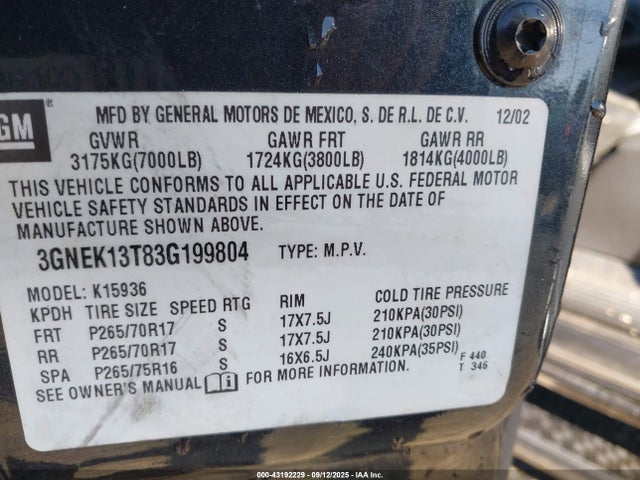 GM ®
MFD BY GENERAL MOTORS DE MEXICO, S. DE R.L. DE C.V. 12/02
GVWR GAWR FRT GAWR RR
3175KG(7000LB) 1724KG(3800LB) 1814KG(4000LB)
THIS VEHICLE CONFORMS TO ALL APPLICABLE U.S. FEDERAL MOTOR
VEHICLE SAFETY STANDARDS IN EFFECT ON THE DATE OF
MANUFACTURE SHOWN ABOVE.
3GNEK13T83G199804 TYPE: M.P.V.
MODEL: K15936
KPDH TIRE SIZE SPEED RTG RIM COLD TIRE PRESSURE
FRT P265/70R17 S 17X7.5J 210KPA(30PSI)
RR P265/70R17 S 17X7.5J 210KPA(30PSI)
SPA P265/75R16 S 16X6.5J 240KPA(35PSI)
F 440
T 346
SEE OWNER'S MANUAL FOR MORE INFORMATION.
000-43192229 - 09/12/2025 - IAA, Inc.